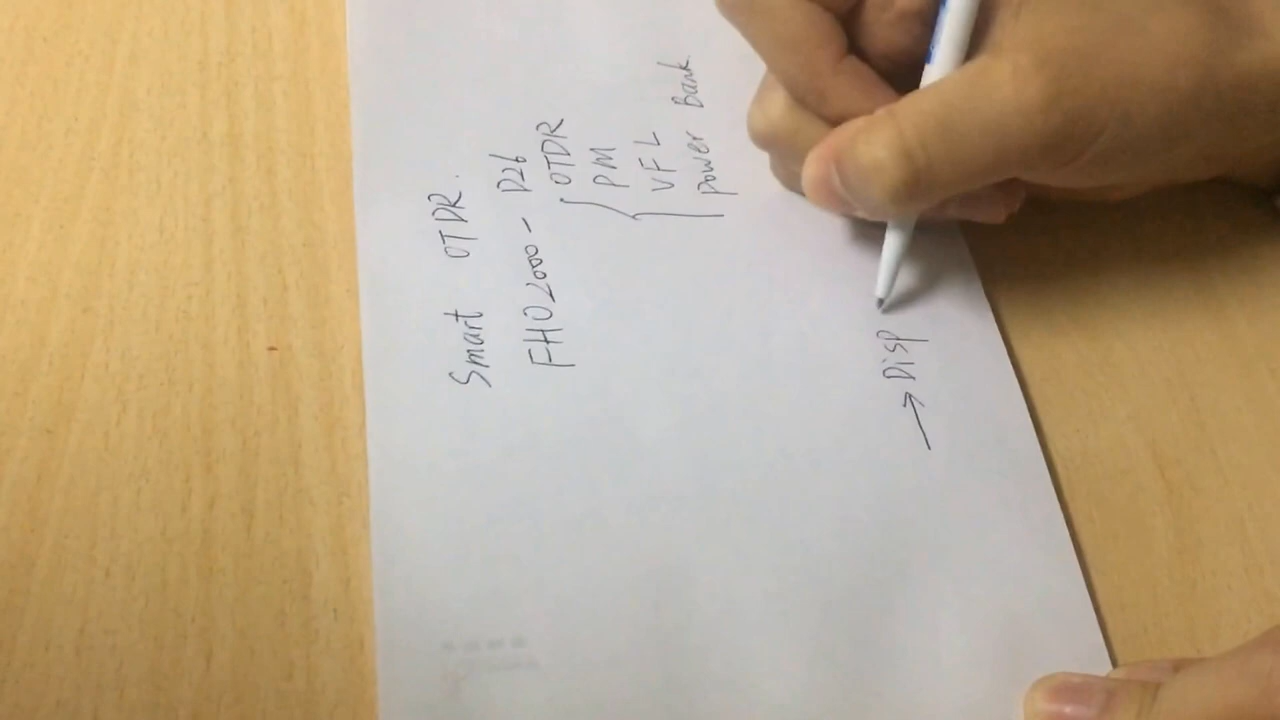 Smart OTDR.
FHO2000 - D26
OTDR
PM
VFL
Power Bank
→ Disp